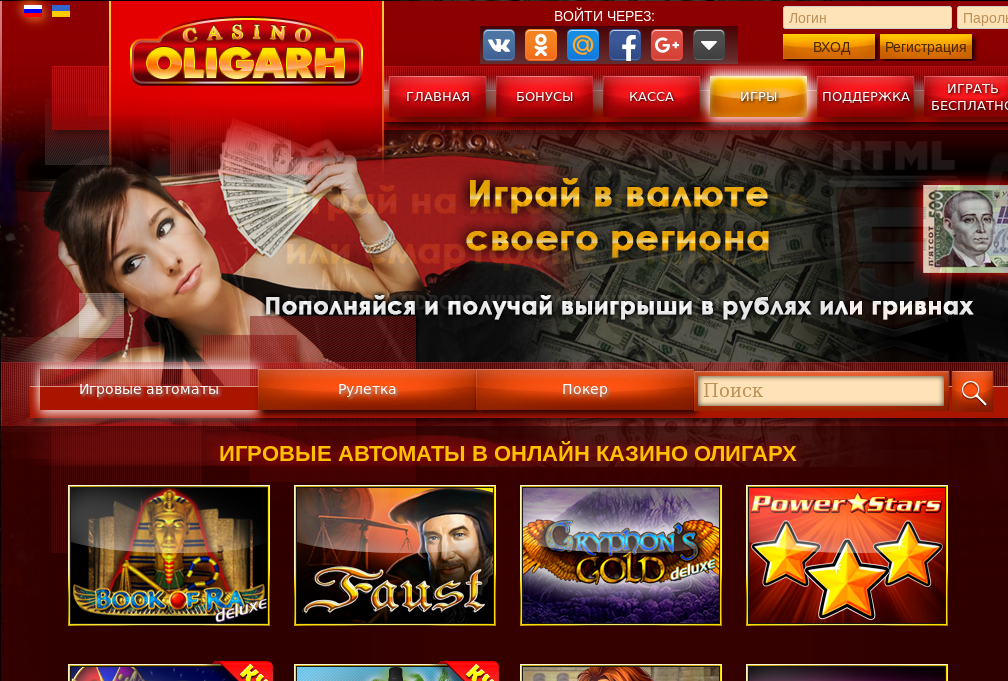 CASINO
OLIGARH
ВОЙТИ ЧЕРЕЗ:
Логин
Пароль
ВХОД
Регистрация
ГЛАВНАЯ
БОНУСЫ
КАССА
ИГРЫ
ПОДДЕРЖКА
ИГРАТЬ
БЕСПЛАТНО
HTML
Играй в валюте
своего региона
Пополняйся и получай выигрыши в рублях или гривнах
Игровые автоматы
Рулетка
Покер
Поиск
ИГРОВЫЕ АВТОМАТЫ В ОНЛАЙН КАЗИНО ОЛИГАРХ
BOOK OF RA
deluxe
Faust
GRYPHON'S
GOLD deluxe
Power Stars